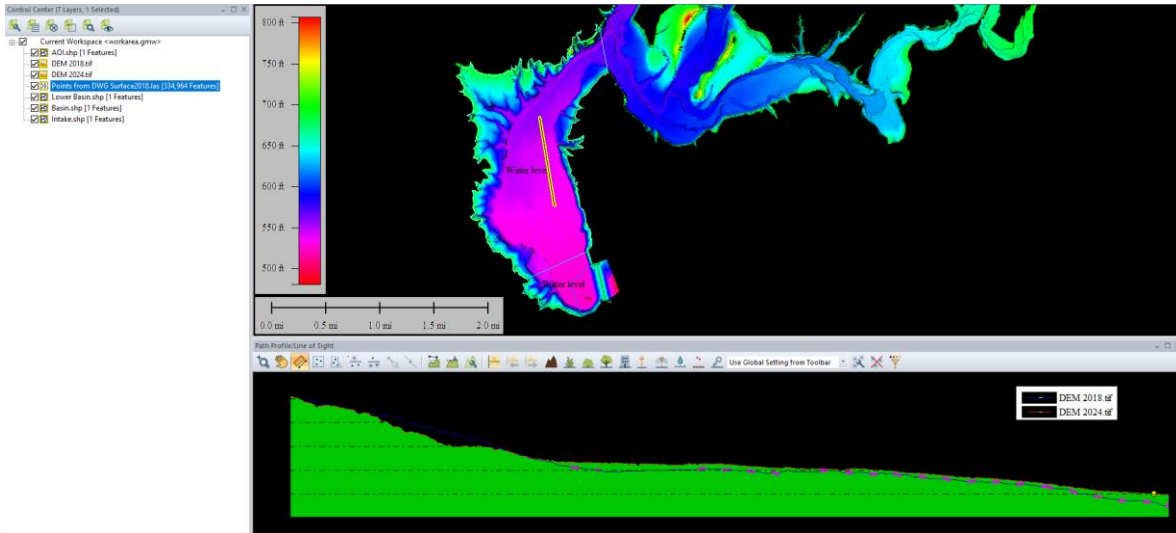 Control Center (7 Layers, 1 Selected)
Current Workspace <workarea.gmw>
AOI.shp [1 Features]
DEM 2018.tif
DEM 2024.tif
Points from DWG Surface2018.las [334,964 Features]
Lower Basin.shp [1 Features]
Basin.shp [1 Features]
Intake.shp [1 Features]
800 ft
750 ft
700 ft
650 ft
600 ft
550 ft
500 ft
Water level
Water level
0.0 mi 0.5 mi 1.0 mi 1.5 mi 2.0 mi
Path Profile/Line of Sight
Use Global Setting from Toolbar
DEM 2018.tif
DEM 2024.tif